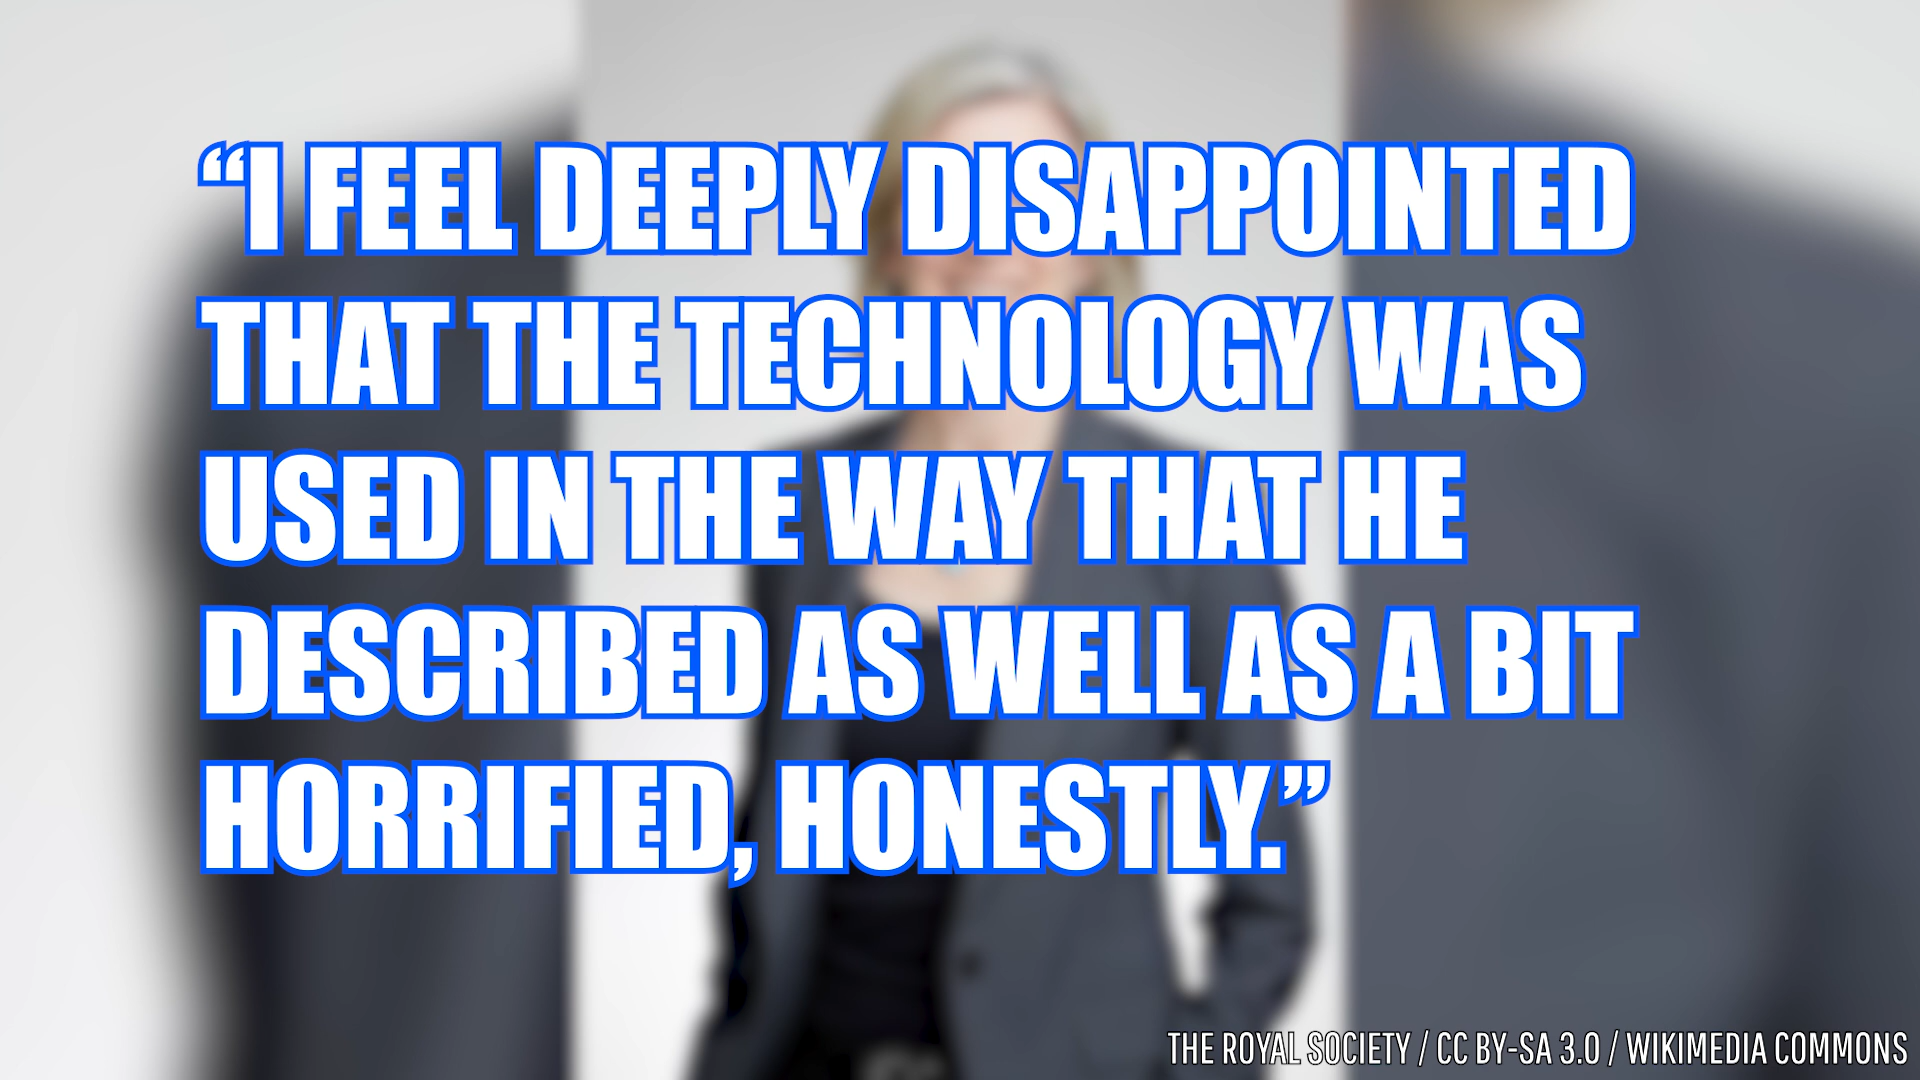 “I FEEL DEEPLY DISAPPOINTED
THAT THE TECHNOLOGY WAS
USED IN THE WAY THAT HE
DESCRIBED AS WELL AS A BIT
HORRIFIED, HONESTLY.”
THE ROYAL SOCIETY / CC BY-SA 3.0 / WIKIMEDIA COMMONS